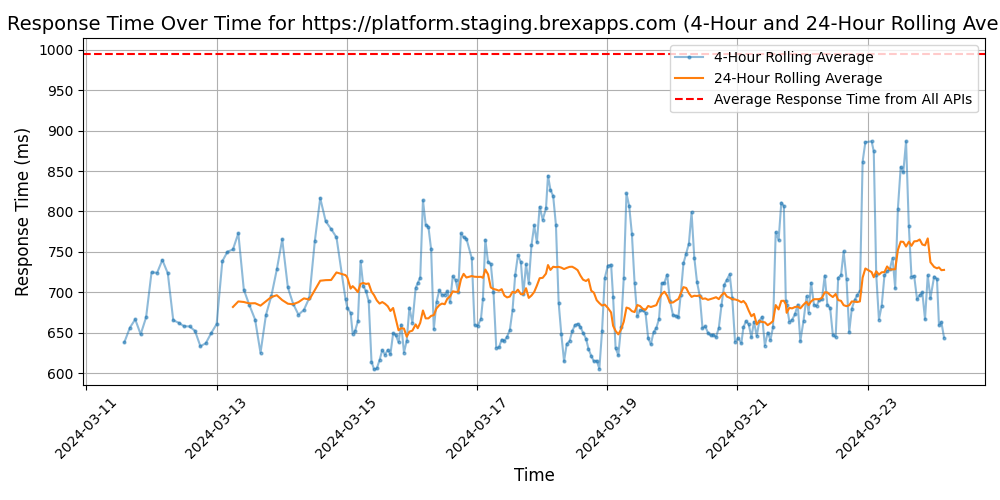 Response Time Over Time for https://platform.staging.brexapps.com (4-Hour and 24-Hour Rolling Ave
1000
950
900
850
800
750
700
650
600
Response Time (ms)
4-Hour Rolling Average
24-Hour Rolling Average
Average Response Time from All APIs
2024-03-11
2024-03-13
2024-03-15
2024-03-17
2024-03-19
2024-03-21
2024-03-23
Time